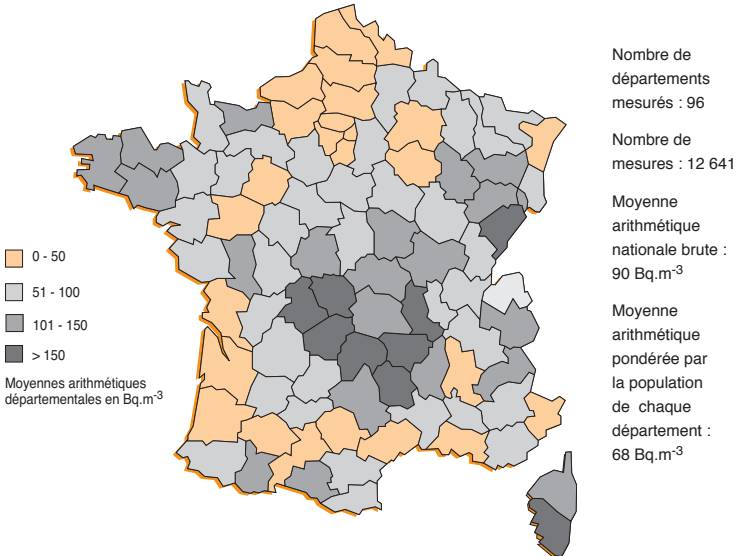 0 - 50
51 - 100
101 - 150
> 150
Moyennes arithmétiques
départementales en Bq.m-3
Nombre de
départements
mesurés : 96
Nombre de
mesures : 12 641
Moyenne
arithmétique
nationale brute :
90 Bq.m-3
Moyenne
arithmétique
pondérée par
la population
de chaque
département :
68 Bq.m-3